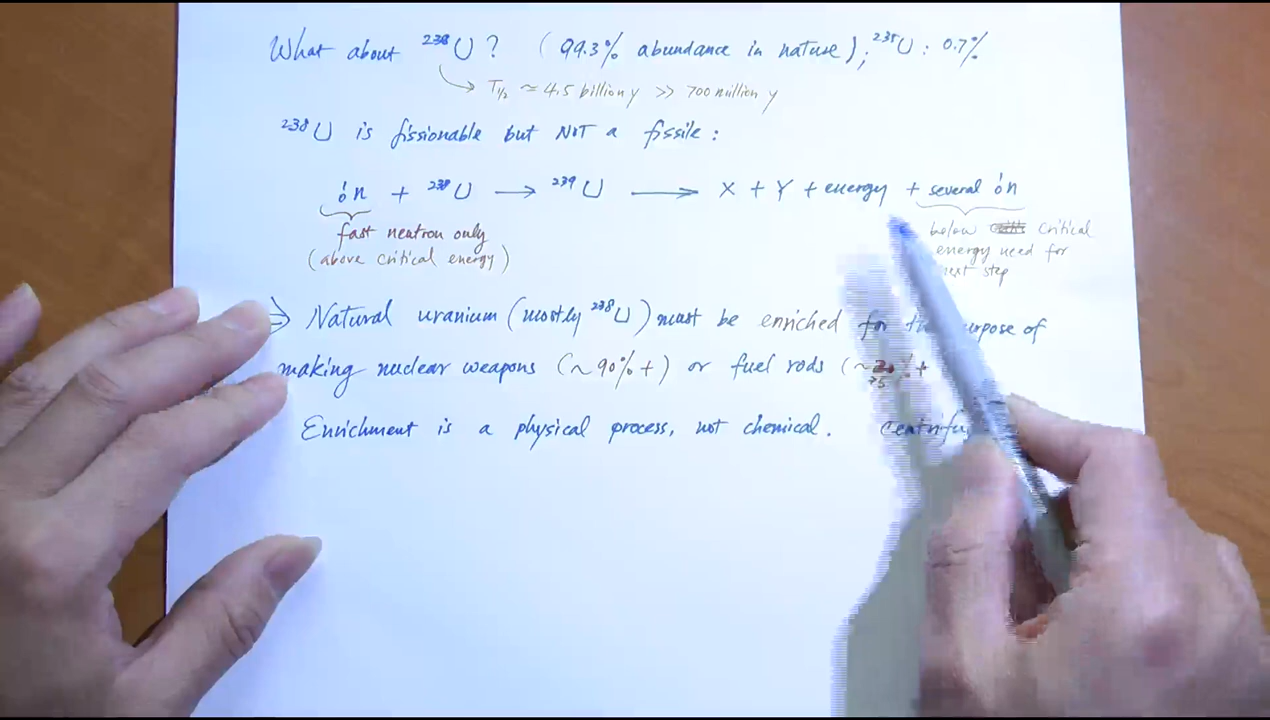 What about ²³⁸U ? ( 99.3% abundance in nature ) ; ²³⁵U : 0.7%
T₁/₂ ≈ 4.5 billion y >> 700 million y
²³⁸U is fissionable but NOT a fissile :
¹₀n + ²³⁸U → ²³⁹U → X + Y + energy + several ¹₀n
fast neutron only
(above critical energy)
below critical
energy need for
next step
⇒ Natural uranium (mostly ²³⁸U) must be enriched for purpose of
making nuclear weapons (~90%+) or fuel rods
Enrichment is a physical process, not chemical.